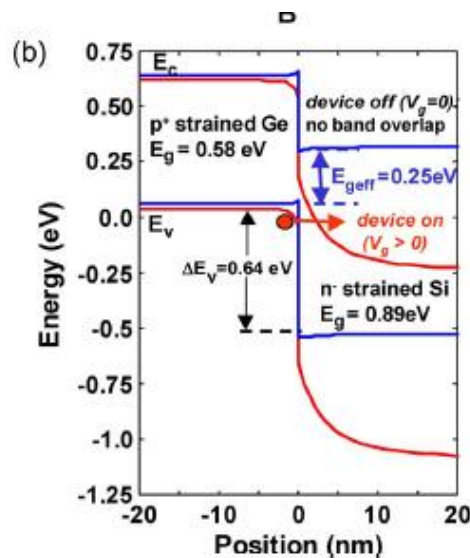 B
(b)
0.75
0.50
0.25
0.0
-0.25
-0.5
-0.75
-1.0
-1.25
Energy (eV)
E_c
p⁺ strained Ge
E_g = 0.58 eV
device off (V_g=0):
no band overlap
E_geff = 0.25eV
E_v
device on
(V_g > 0)
ΔE_v=0.64 eV
n⁻ strained Si
E_g = 0.89eV
-20
-10
0
10
20
Position (nm)